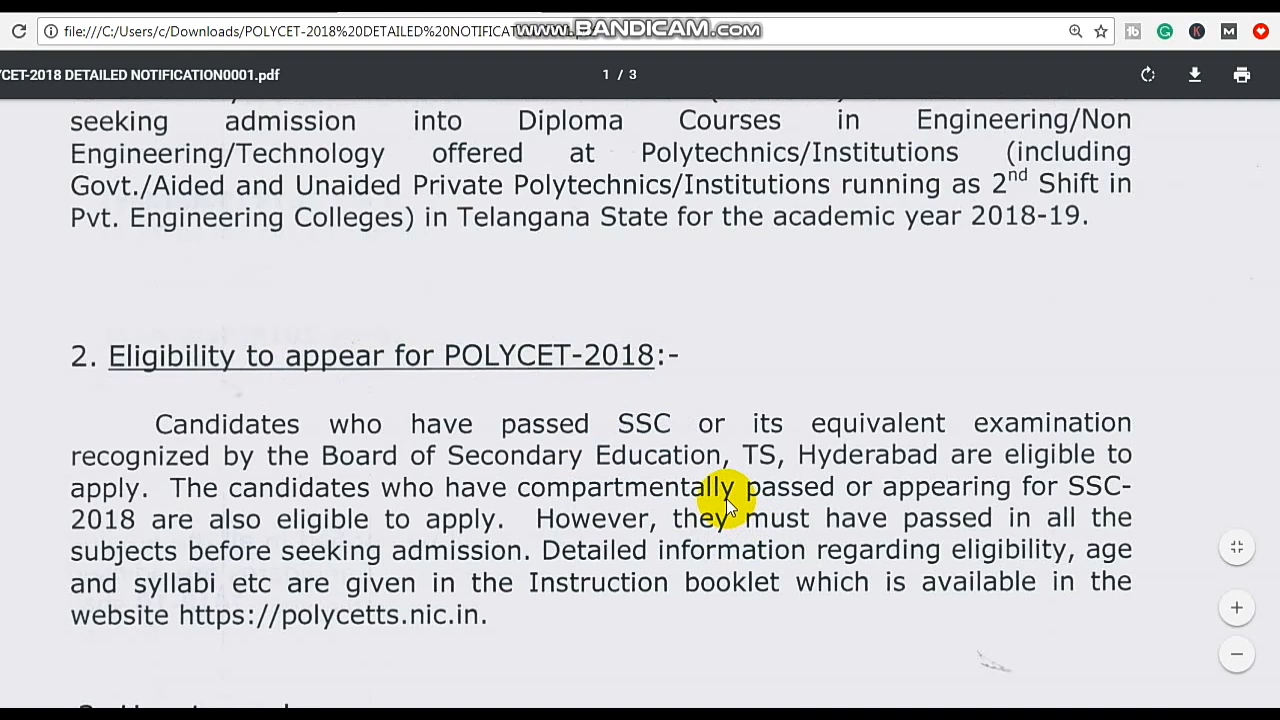 file:///C:/Users/c/Downloads/POLYCET-2018%20DETAILED%20NOTIFICAT
www.BANDICAM.com
CET-2018 DETAILED NOTIFICATION0001.pdf
1 / 3
seeking admission into Diploma Courses in Engineering/Non
Engineering/Technology offered at Polytechnics/Institutions (including
Govt./Aided and Unaided Private Polytechnics/Institutions running as 2nd Shift in
Pvt. Engineering Colleges) in Telangana State for the academic year 2018-19.
2. Eligibility to appear for POLYCET-2018:-
Candidates who have passed SSC or its equivalent examination
recognized by the Board of Secondary Education, TS, Hyderabad are eligible to
apply. The candidates who have compartmentally passed or appearing for SSC-
2018 are also eligible to apply. However, they must have passed in all the
subjects before seeking admission. Detailed information regarding eligibility, age
and syllabi etc are given in the Instruction booklet which is available in the
website https://polycetts.nic.in.